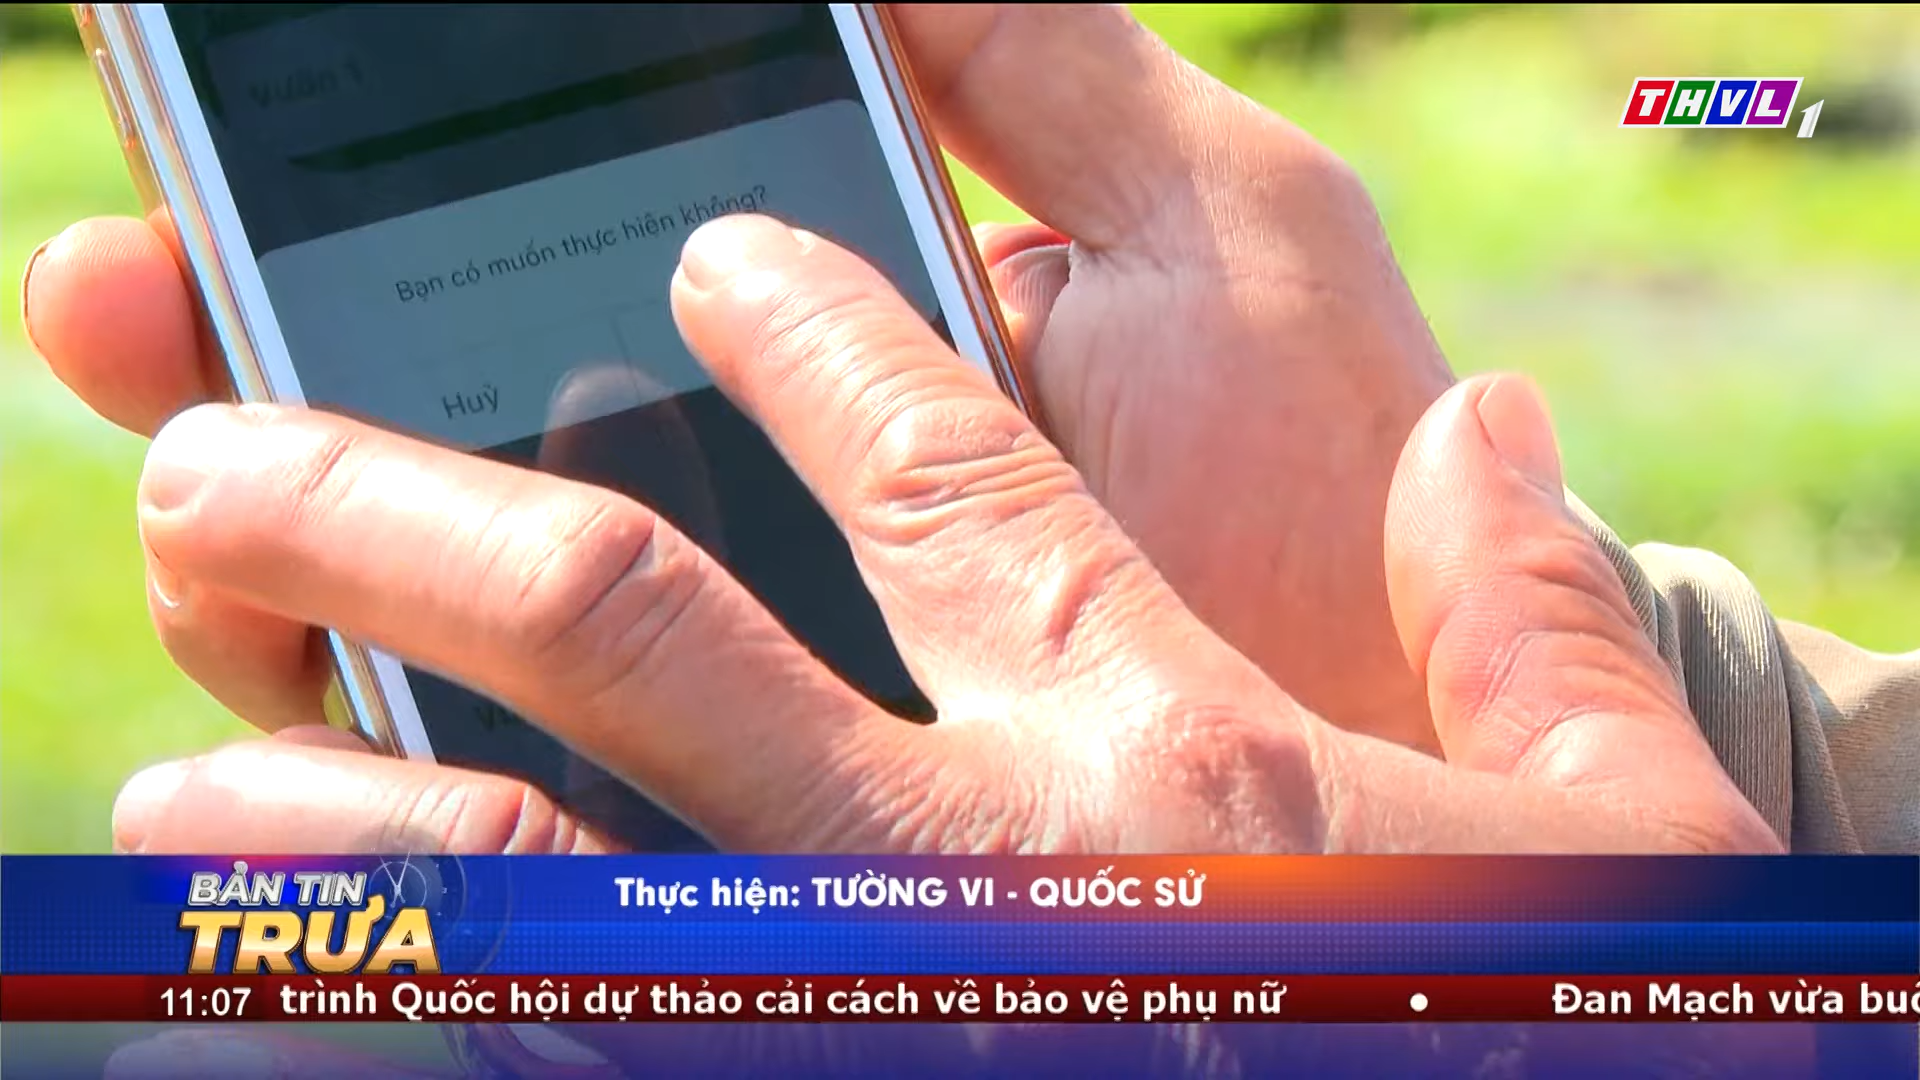 Vườn 1
THVL1
Bạn có muốn thực hiện không?
Huỷ
BẢN TIN
TRƯA
Thực hiện: TƯỜNG VI - QUỐC SỬ
11:07 trình Quốc hội dự thảo cải cách về bảo vệ phụ nữ • Đan Mạch vừa